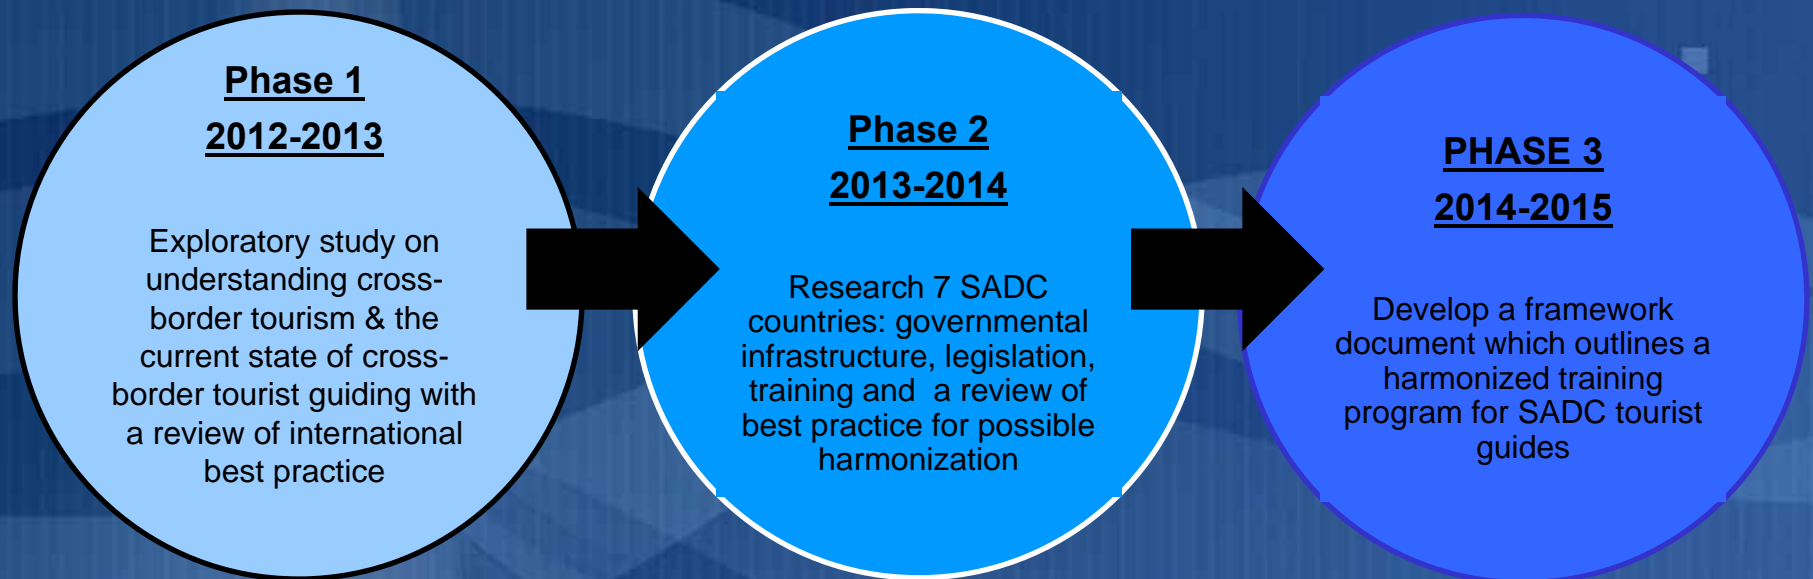 Phase 1
2012-2013
Exploratory study on
understanding cross-
border tourism & the
current state of cross-
border tourist guiding with
a review of international
best practice
Phase 2
2013-2014
Research 7 SADC
countries: governmental
infrastructure, legislation,
training and  a review of
best practice for possible
harmonization
PHASE 3
2014-2015
Develop a framework
document which outlines a
harmonized training
program for SADC tourist
guides